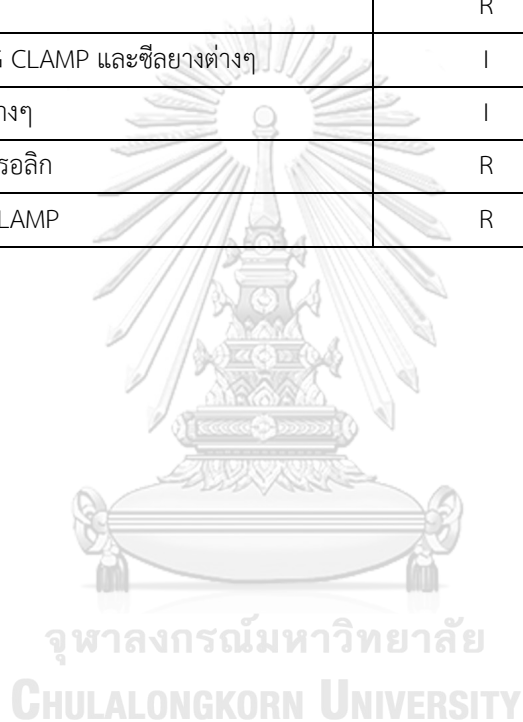 R
G CLAMP และซีลยางต่างๆ I
างๆ I
รอลิก R
LAMP R
จุฬาลงกรณ์มหาวิทยาลัย
CHULALONGKORN UNIVERSITY